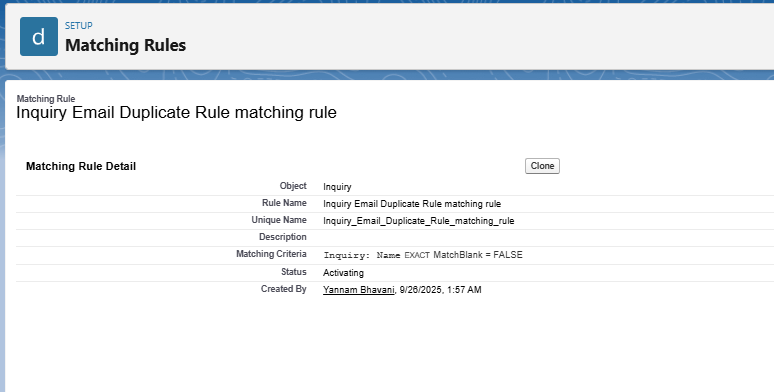 d
SETUP
Matching Rules
Matching Rule
Inquiry Email Duplicate Rule matching rule
Matching Rule Detail Clone
Object Inquiry
Rule Name Inquiry Email Duplicate Rule matching rule
Unique Name Inquiry_Email_Duplicate_Rule_matching_rule
Description
Matching Criteria Inquiry: Name EXACT MatchBlank = FALSE
Status Activating
Created By Yannam Bhavani, 9/26/2025, 1:57 AM